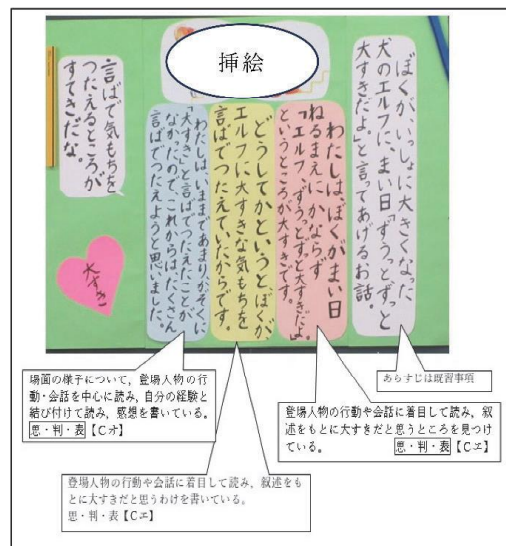 挿絵
ぼくが、いっしょに大きくなった
犬のエルフに、まい日「ずうっとずっと
大すきだよ。」と言ってあげるお話。
わたしは、ぼくがまい日
ねるまえにかならず
「エルフ、ずうっとずっと大すきだよ。」
というところが大すきです。
どうしてかというと、ぼくが、
エルフに大すきな気もちを
言ばでつたえていたからです。
わたしは、いままであまりかぞくに
「大すき」と言ばでつたえたことが
なかったので、これからは、たくさん
言ばでつたえようと思いました。
言ばで気もちを
つたえるところが
すてきだな。
大すき
あらすじは既習事項
登場人物の行動や会話に着目して読み、叙
述をもとに大すきだと思うところを見つけ
ている。 思・判・表【Cエ】
場面の様子について，登場人物の行
動・会話を中心に読み，自分の経験と
結び付けて読み，感想を書いている。
思・判・表【Cオ】
登場人物の行動や会話に着目して読み，叙述をも
とに大すきだと思うわけを書いている。
思・判・表【Cエ】